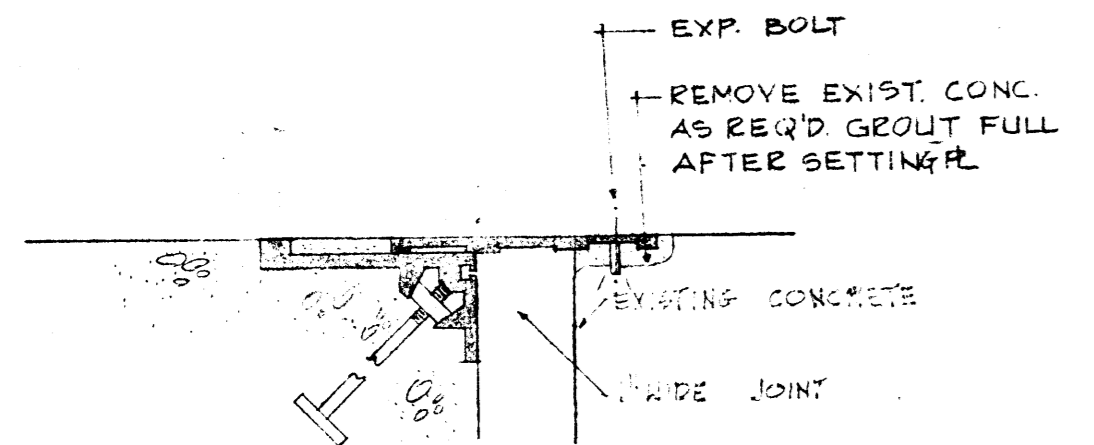 EXP. BOLT
REMOVE EXIST. CONC.
AS REQ'D. GROUT FULL
AFTER SETTING PL
EXISTING CONCRETE
WIDE JOINT